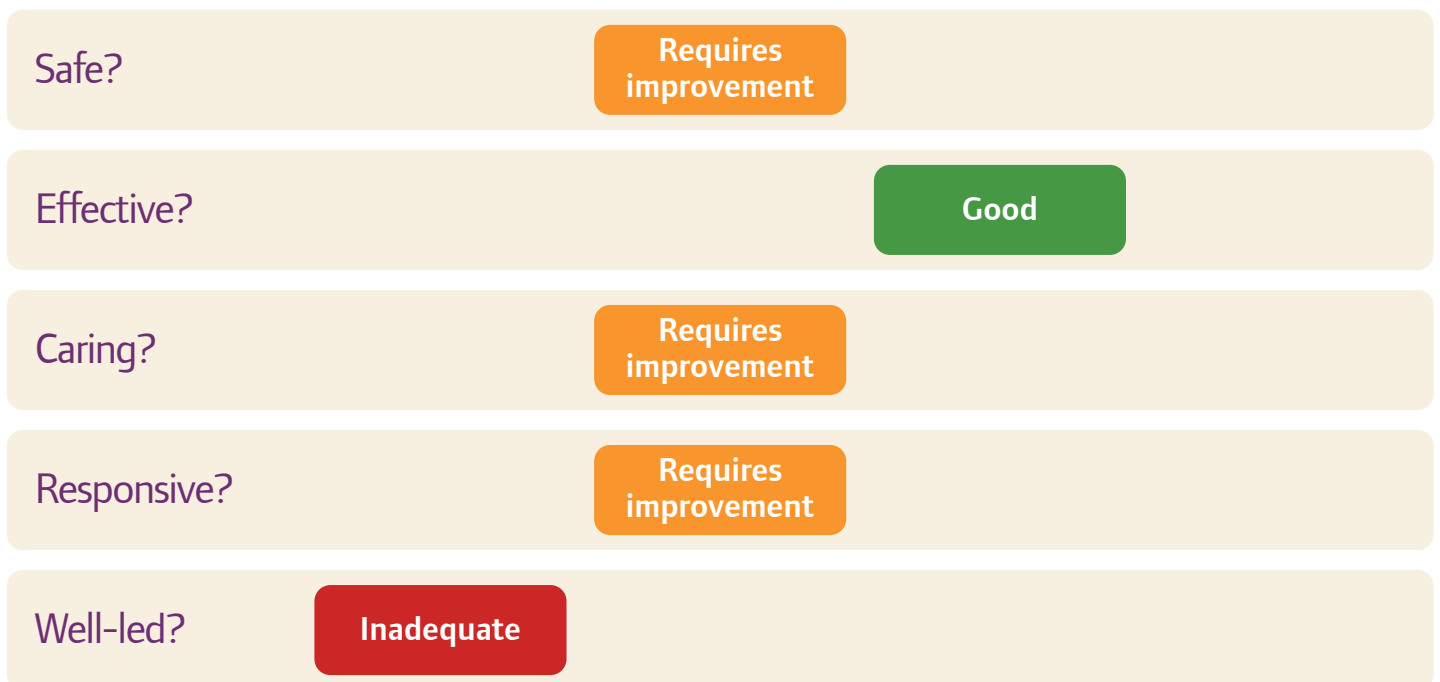 Safe?
Requires
improvement
Effective?
Good
Caring?
Requires
improvement
Responsive?
Requires
improvement
Well-led?
Inadequate